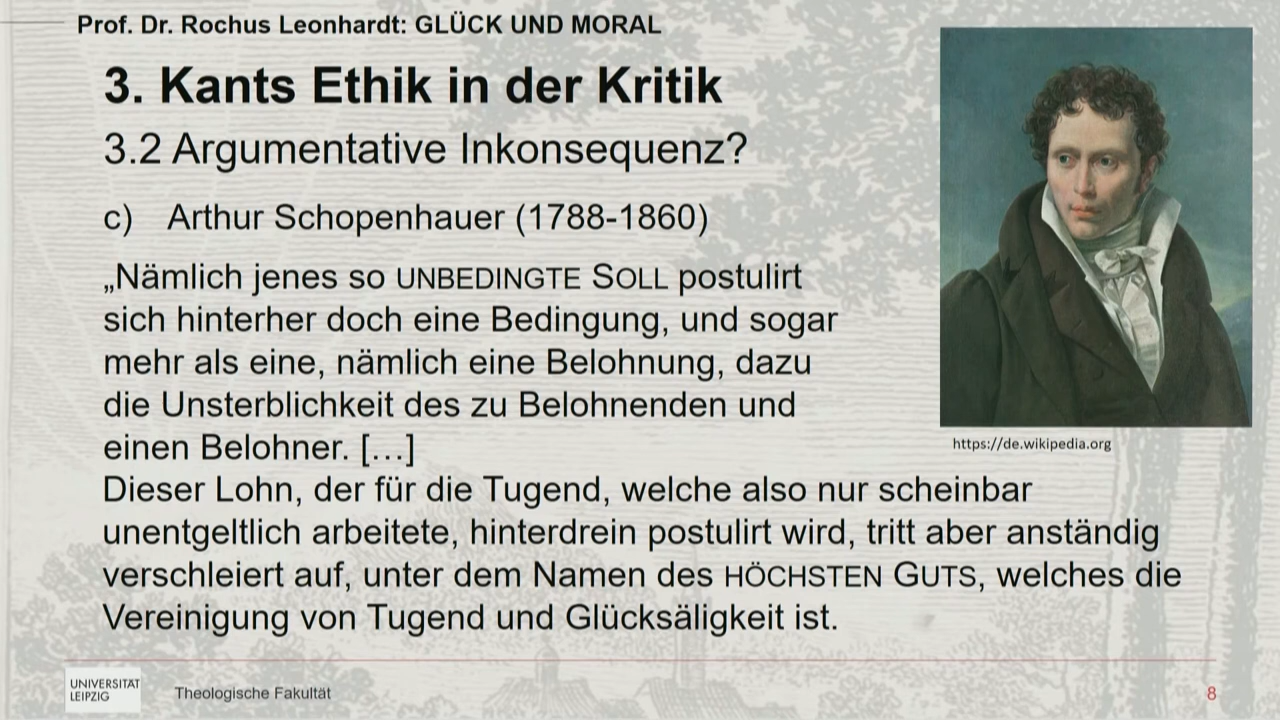 Prof. Dr. Rochus Leonhardt: GLÜCK UND MORAL
3. Kants Ethik in der Kritik
3.2 Argumentative Inkonsequenz?
c) Arthur Schopenhauer (1788-1860)
„Nämlich jenes so UNBEDINGTE SOLL postulirt
sich hinterher doch eine Bedingung, und sogar
mehr als eine, nämlich eine Belohnung, dazu
die Unsterblichkeit des zu Belohnenden und
einen Belohner. […]
Dieser Lohn, der für die Tugend, welche also nur scheinbar
unentgeltlich arbeitete, hinterdrein postulirt wird, tritt aber anständig
verschleiert auf, unter dem Namen des HÖCHSTEN GUTS, welches die
Vereinigung von Tugend und Glücksäligkeit ist.
https://de.wikipedia.org
UNIVERSITÄT
LEIPZIG
Theologische Fakultät
8